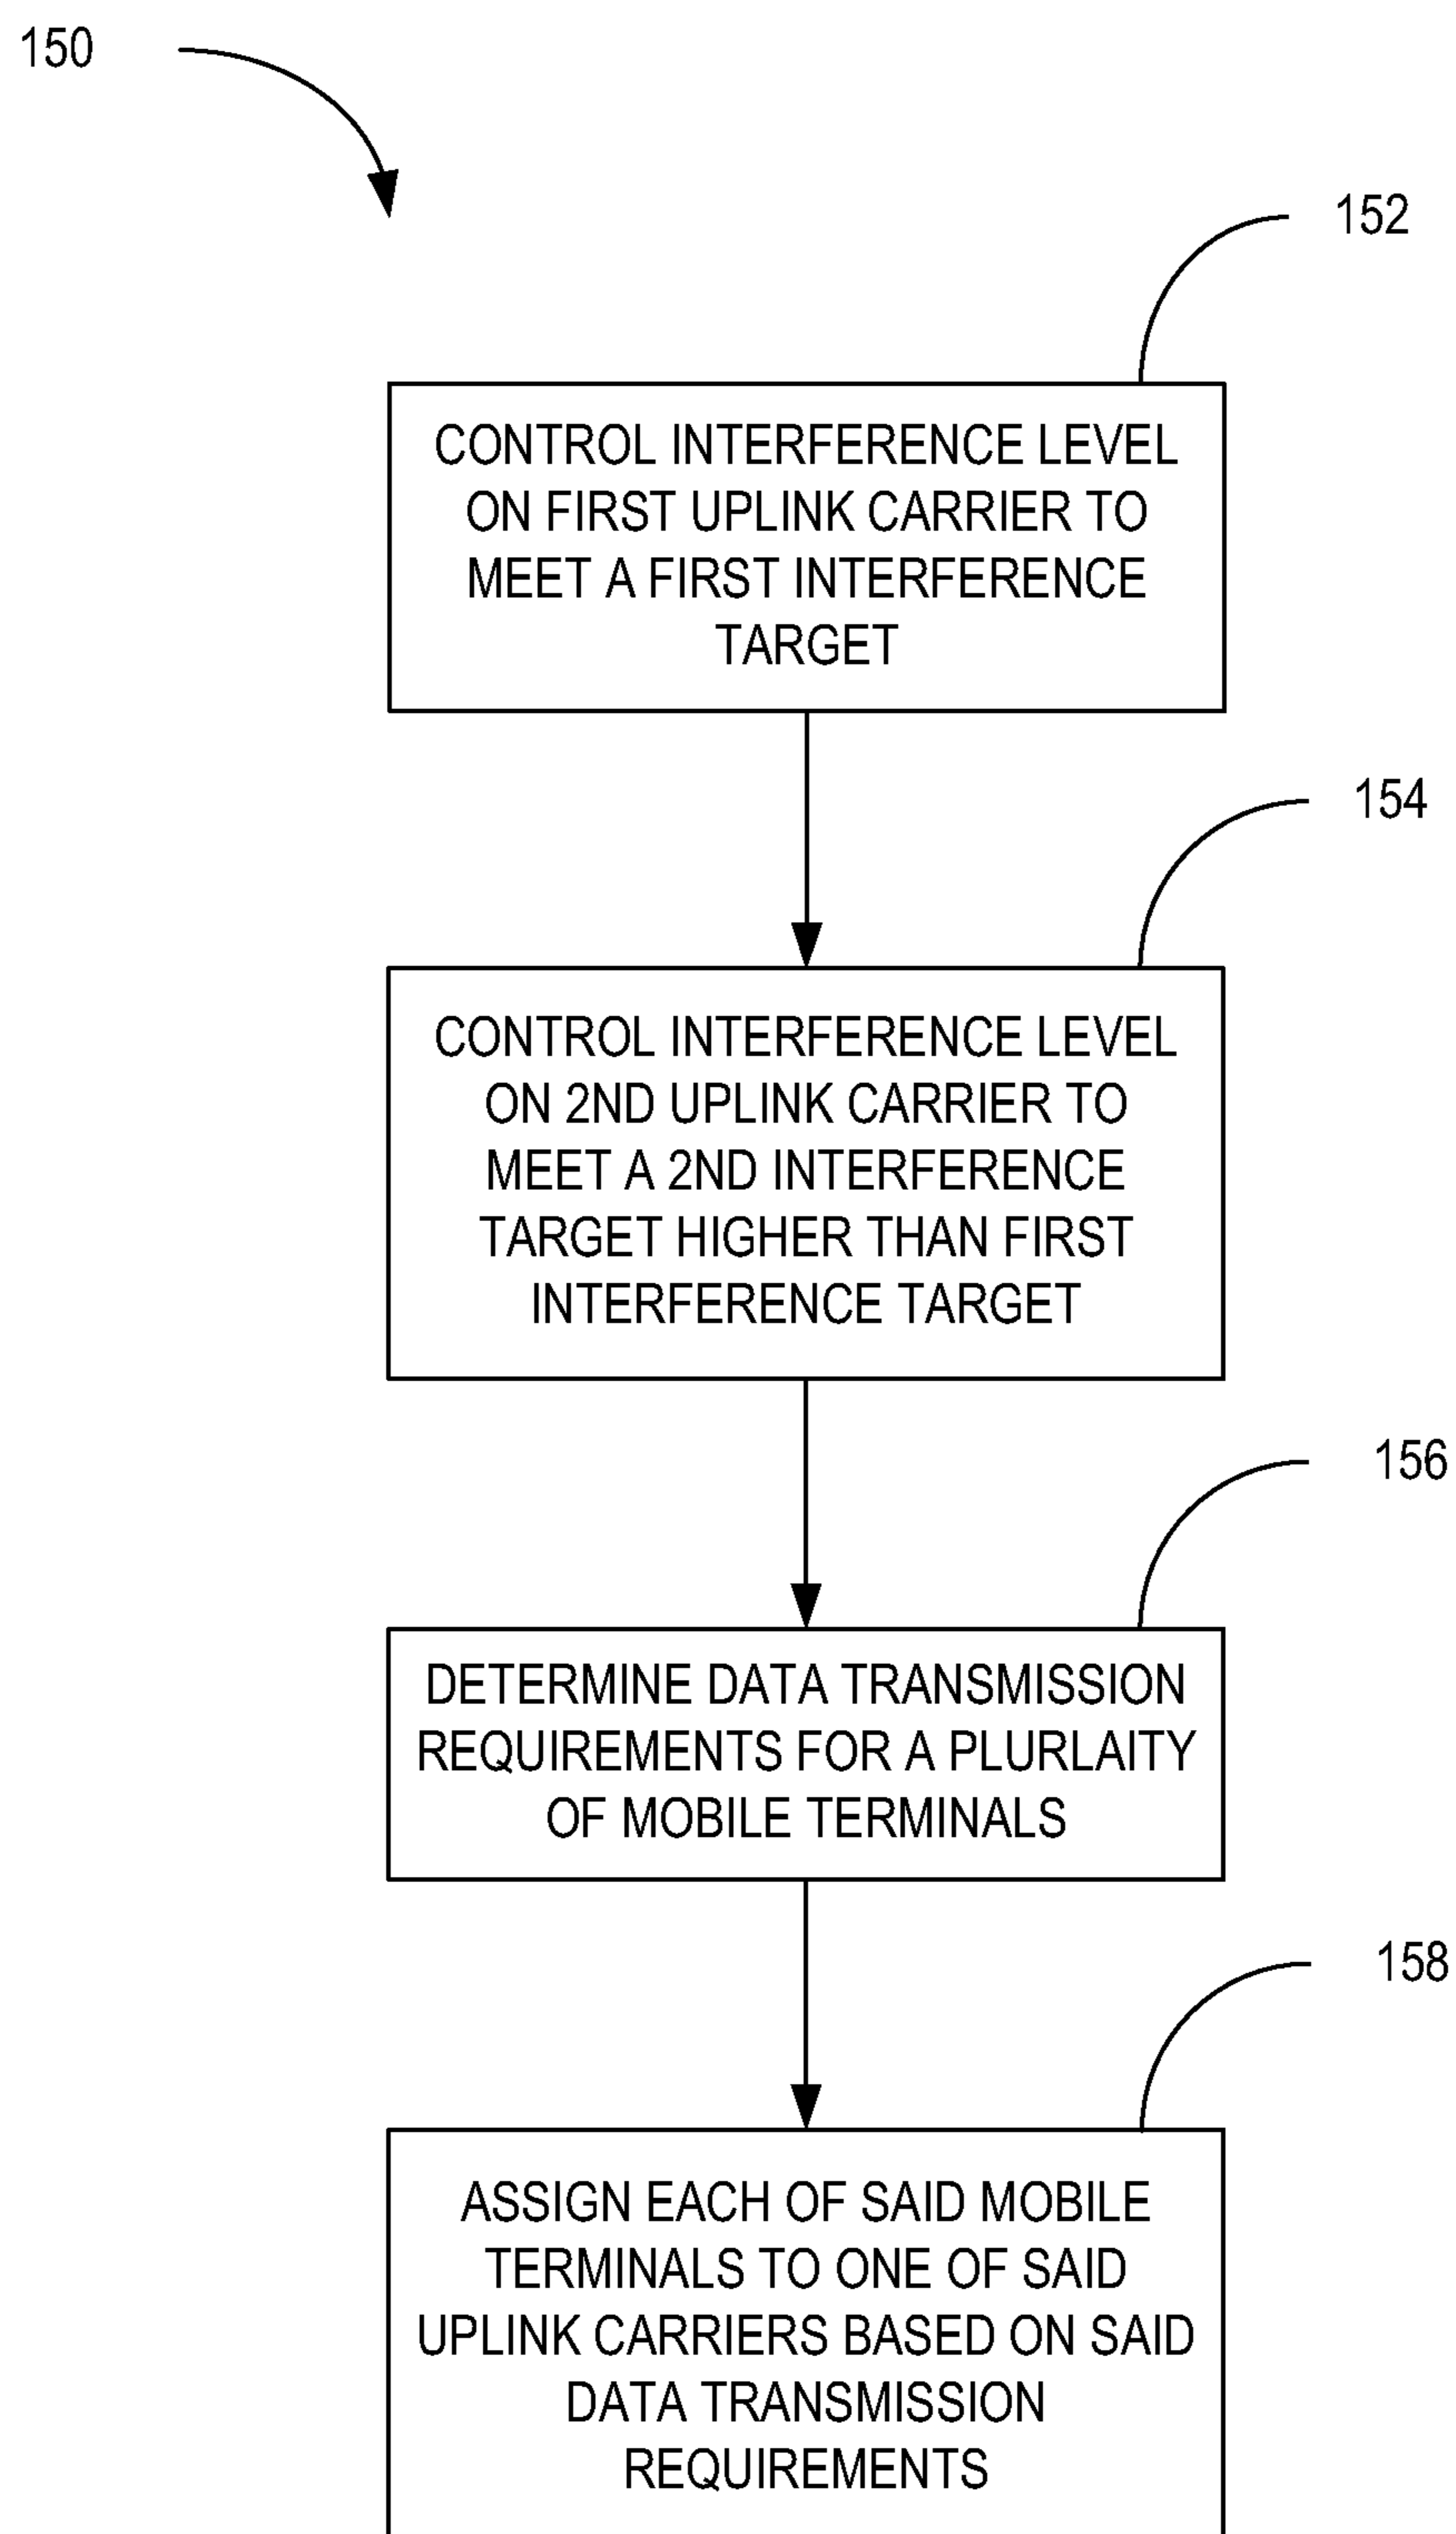 150
152
CONTROL INTERFERENCE LEVEL
ON FIRST UPLINK CARRIER TO
MEET A FIRST INTERFERENCE
TARGET
154
CONTROL INTERFERENCE LEVEL
ON 2ND UPLINK CARRIER TO
MEET A 2ND INTERFERENCE
TARGET HIGHER THAN FIRST
INTERFERENCE TARGET
156
DETERMINE DATA TRANSMISSION
REQUIREMENTS FOR A PLURLAITY
OF MOBILE TERMINALS
158
ASSIGN EACH OF SAID MOBILE
TERMINALS TO ONE OF SAID
UPLINK CARRIERS BASED ON SAID
DATA TRANSMISSION
REQUIREMENTS